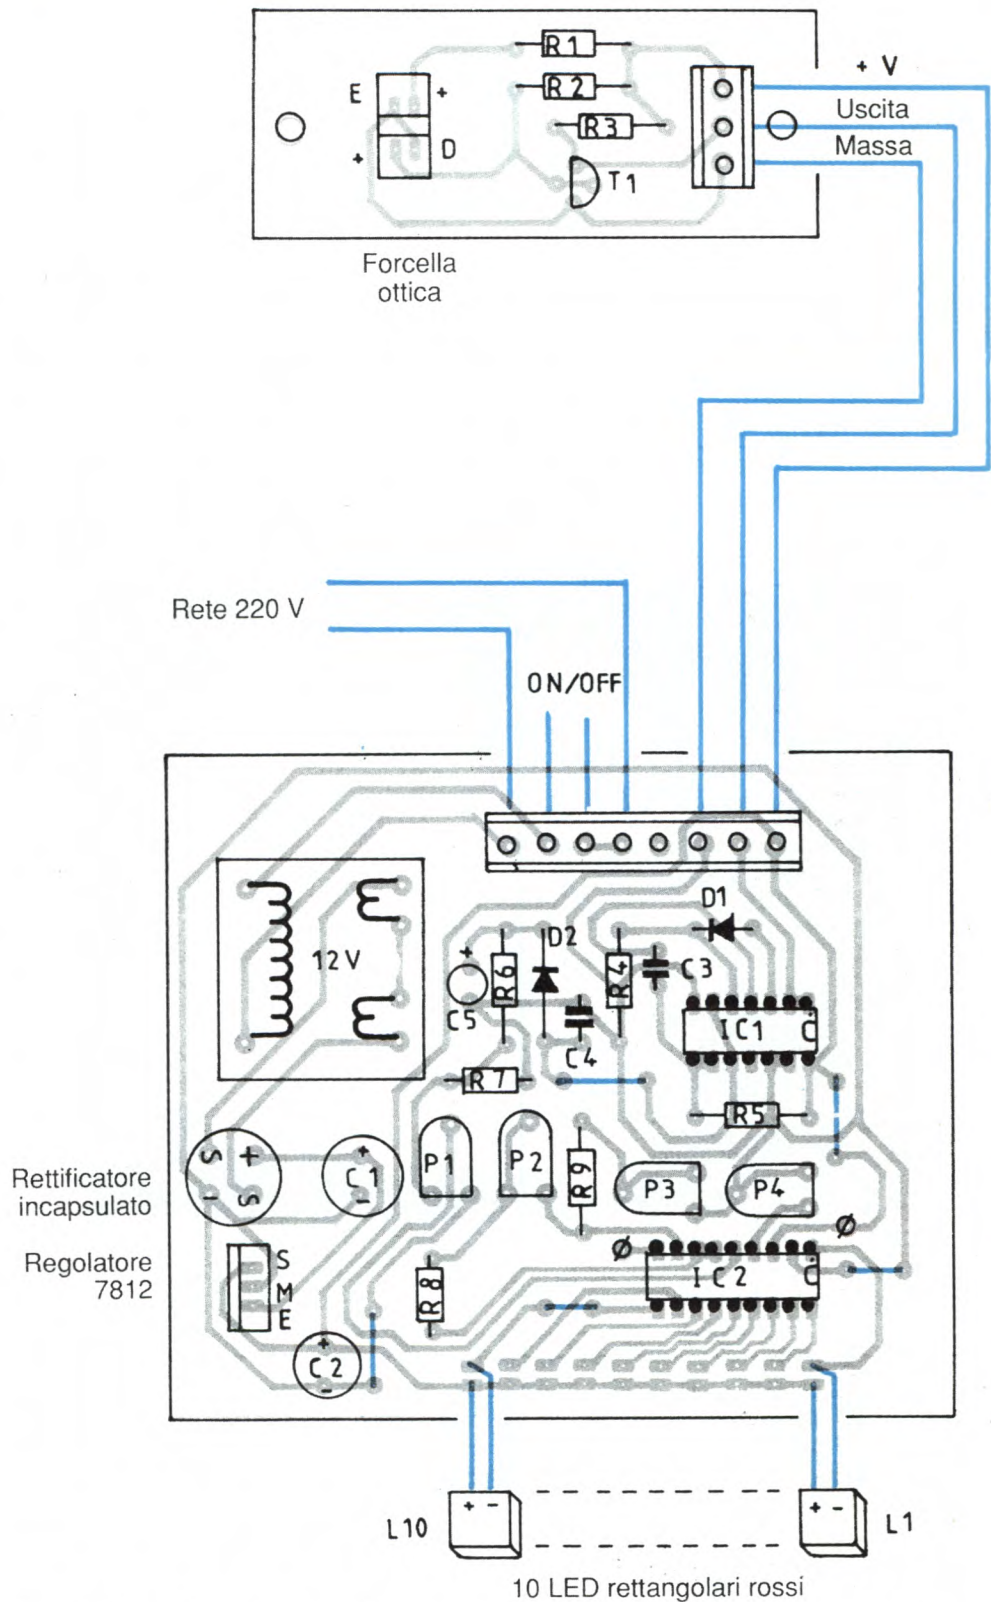 R1
+ V
E +
R2
Uscita
R3
Massa
+ D
T1
Forcella
ottica
Rete 220 V
ON/OFF
D1
D2
12V
+
R6
R4
C3
C5
IC1
C4
R7
R5
S + - S
+ C1 -
P1
P2
R9
P3
P4
Rettificatore
incapsulato
Ø
Ø
Regolatore
7812
S
M
E
R8
IC2
+
C2
-
L10
+ -
+ -
L1
10 LED rettangolari rossi